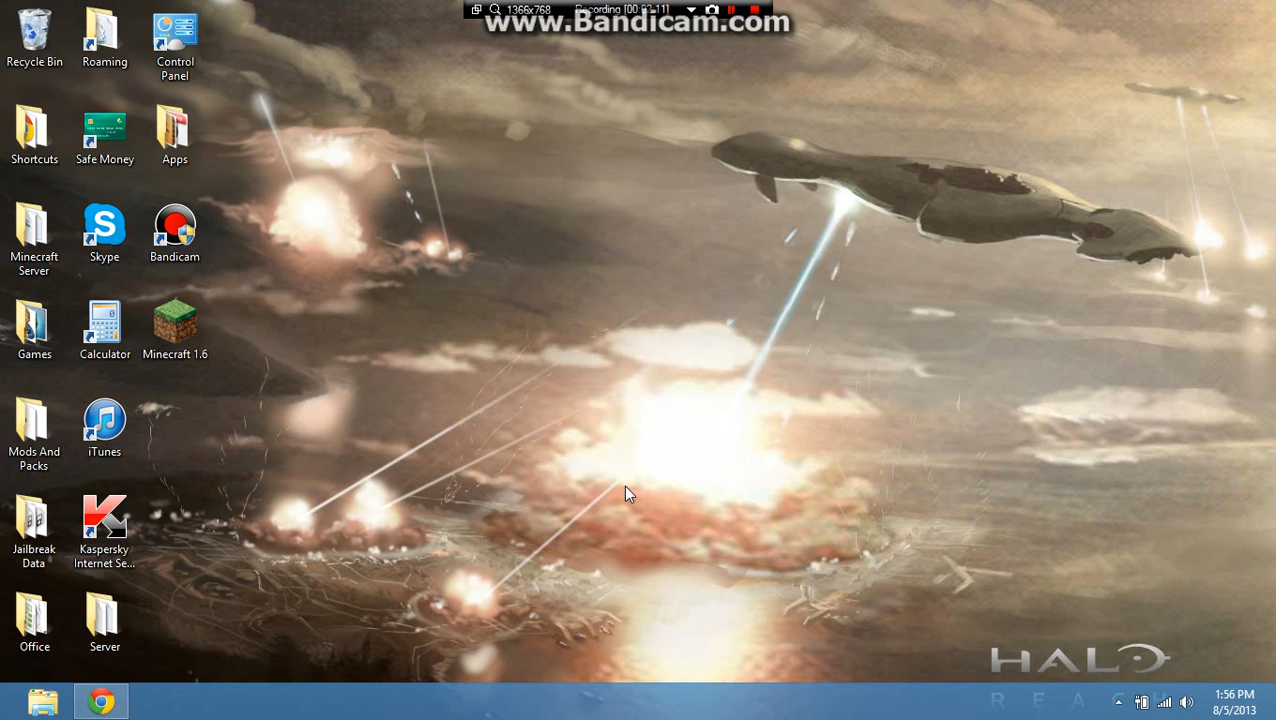 1366x768 Recording [00:02:11]
www.Bandicam.com
Recycle Bin
Roaming
Control
Panel
Shortcuts
Safe Money
Apps
Minecraft
Server
Skype
Bandicam
Games
Calculator
Minecraft 1.6
Mods And
Packs
iTunes
Jailbreak
Data
Kaspersky
Internet Se...
Office
Server
HALO
REACH
1:56 PM
8/5/2013